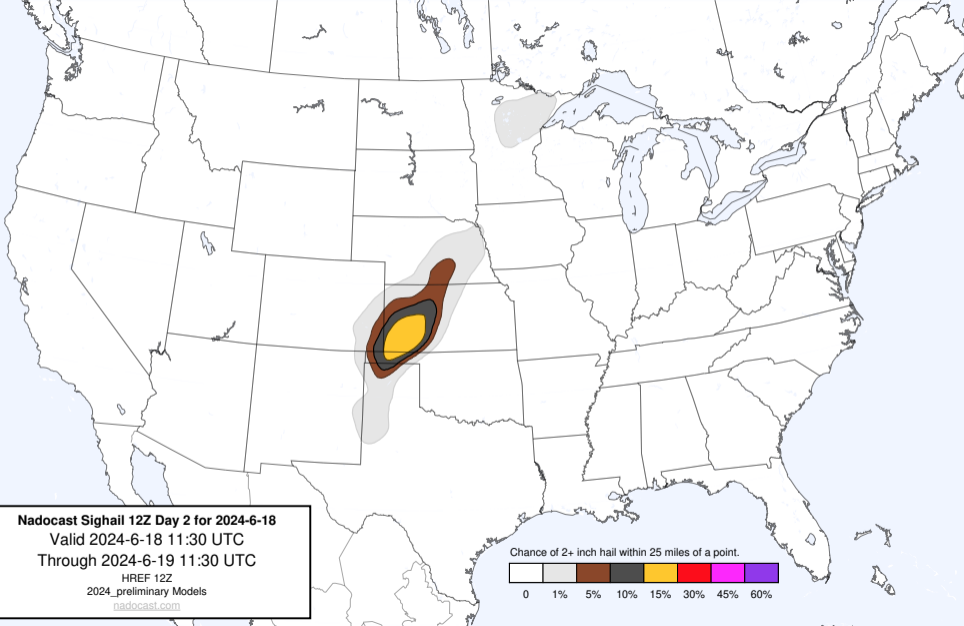 Nadocast Sighail 12Z Day 2 for 2024-6-18
Valid 2024-6-18 11:30 UTC
Through 2024-6-19 11:30 UTC
HREF 12Z
2024_preliminary Models
nadocast.com
Chance of 2+ inch hail within 25 miles of a point.
0 1% 5% 10% 15% 30% 45% 60%